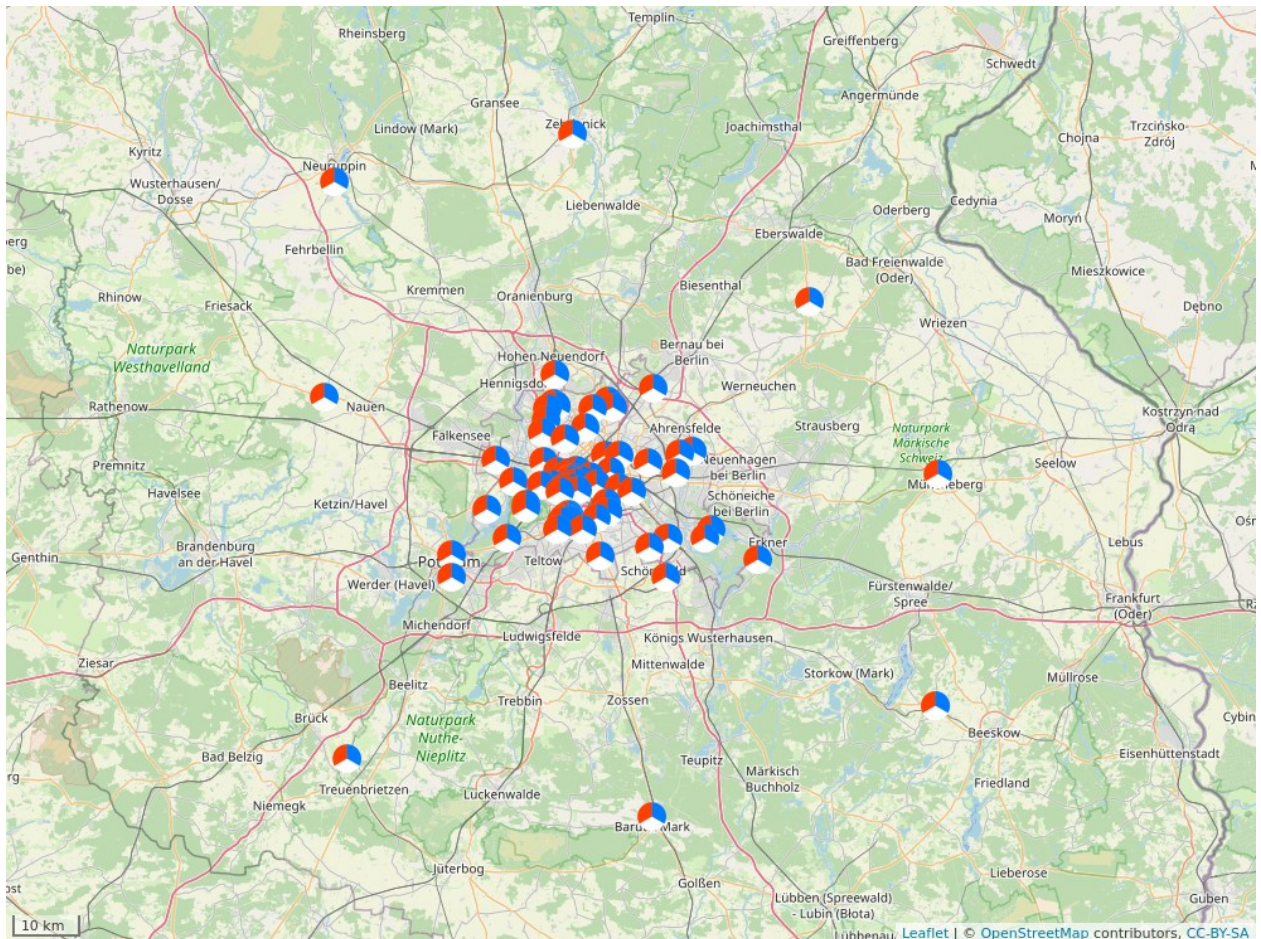 Templin
Rheinsberg
Greiffenberg
Schwedt
Gransee
Angermünde
Lindow (Mark)
Joachimsthal
Chojna
Trzcińsko-
Zdrój
Kyritz
Neuruppin
Wusterhausen/
Dosse
Liebenwalde
Cedynia
Oderberg
Moryń
Eberswalde
Fehrbellin
Bad Freienwalde
(Oder)
Mieszkowice
be)
Rhinow
Friesack
Kremmen
Oranienburg
Biesenthal
Dębno
Wriezen
Naturpark
Westhavelland
Hohen Neuendorf
Bernau bei
Berlin
Werneuchen
Rathenow
Nauen
Kostrzyn nad
Odrą
Falkensee
Ahrensfelde
Strausberg
Naturpark
Märkische
Schweiz
Premnitz
Neuenhagen
bei Berlin
Seelow
Havelsee
Ketzin/Havel
Schöneiche
bei Berlin
Genthin
Brandenburg
an der Havel
Erkner
Lebus
Teltow
Werder (Havel)
Fürstenwalde/
Spree
Frankfurt
(Oder)
Michendorf
Ludwigsfelde
Königs Wusterhausen
Ziesar
Mittenwalde
Storkow (Mark)
Müllrose
Beelitz
Trebbin
Zossen
Brück
Naturpark
Nuthe-
Nieplitz
Beeskow
Bad Belzig
Teupitz
Eisenhüttenstadt
Märkisch
Buchholz
Friedland
Treuenbrietzen
Luckenwalde
Niemegk
Jüterbog
Golßen
Lieberose
Lübben (Spreewald)
- Lubin (Błota)
Guben
10 km
Leaflet | © OpenStreetMap contributors, CC-BY-SA